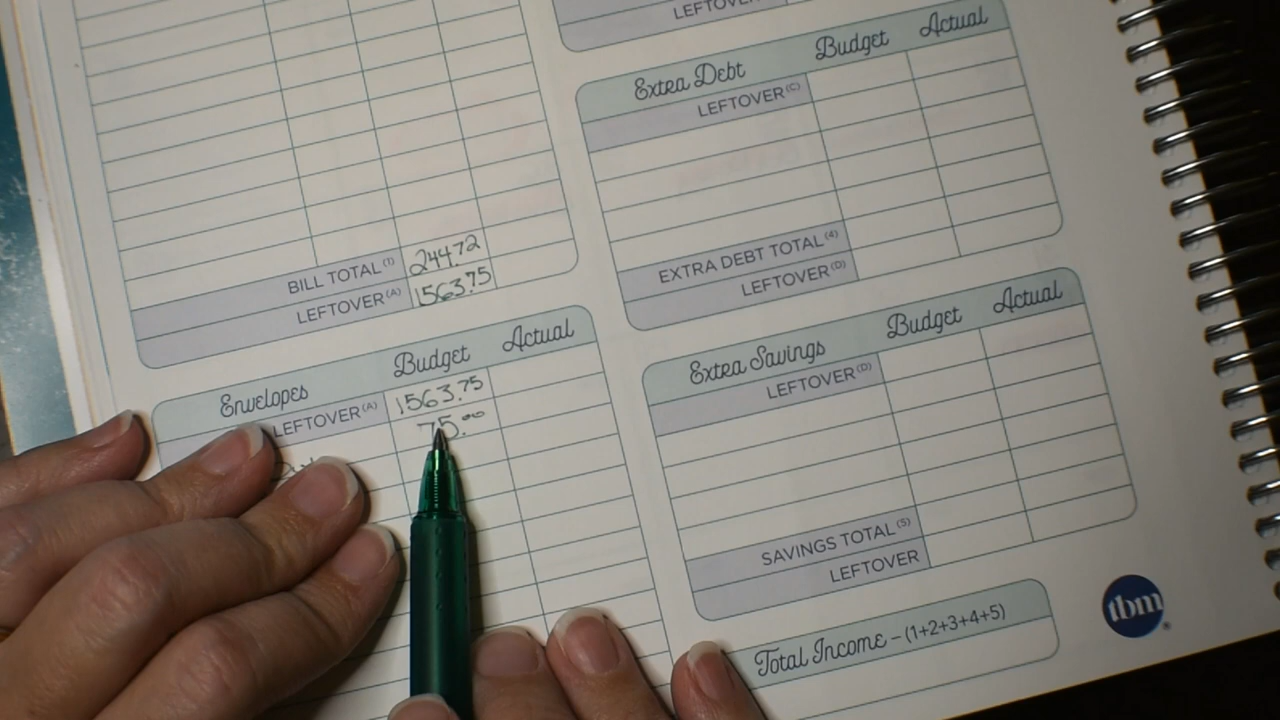 BILL TOTAL (1) 244.72
LEFTOVER (A) 1563.75
Envelopes Budget Actual
LEFTOVER (A) 1563.75
75.00
LEFTOVER
Extra Debt Budget Actual
LEFTOVER (C)
EXTRA DEBT TOTAL (4)
LEFTOVER (D)
Extra Savings Budget Actual
LEFTOVER (D)
SAVINGS TOTAL (5)
LEFTOVER
Total Income – (1+2+3+4+5)
tbm